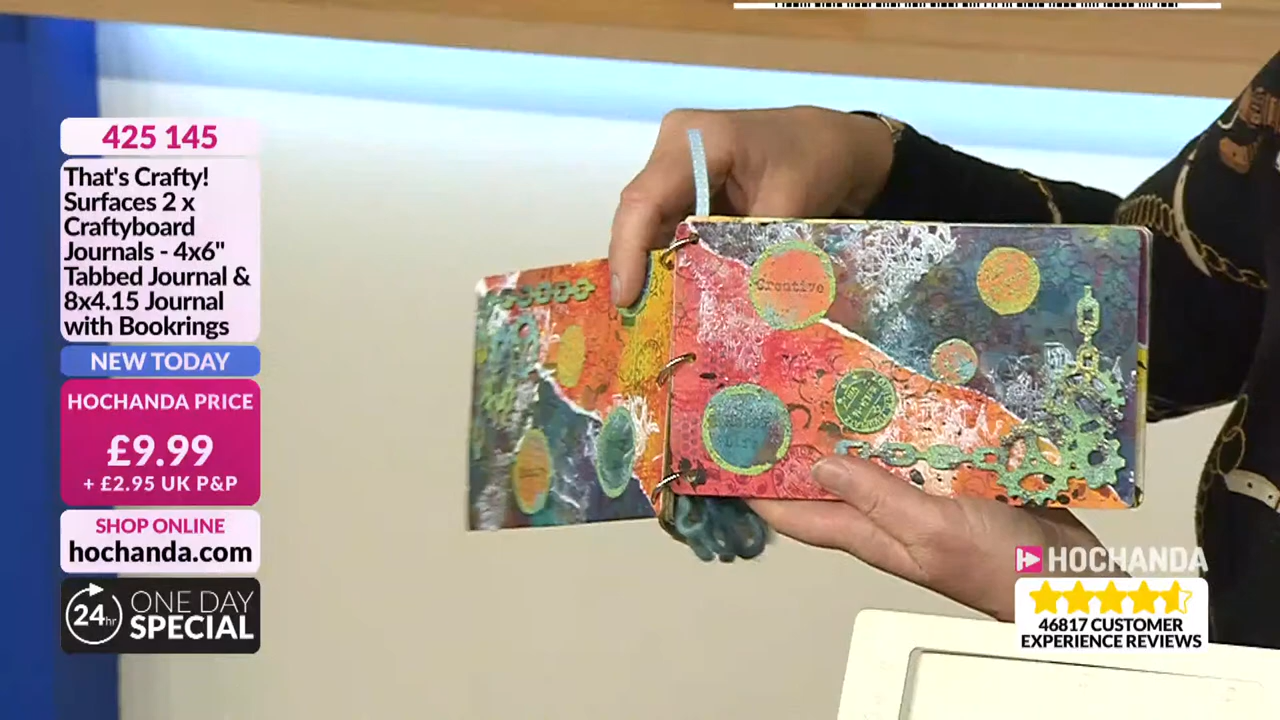 425 145
That's Crafty!
Surfaces 2 x
Craftyboard
Journals - 4x6"
Tabbed Journal &
8x4.15 Journal
with Bookrings
NEW TODAY
HOCHANDA PRICE
£9.99
+ £2.95 UK P&P
SHOP ONLINE
hochanda.com
24hr ONE DAY
SPECIAL
Creative
HOCHANDA
46817 CUSTOMER
EXPERIENCE REVIEWS